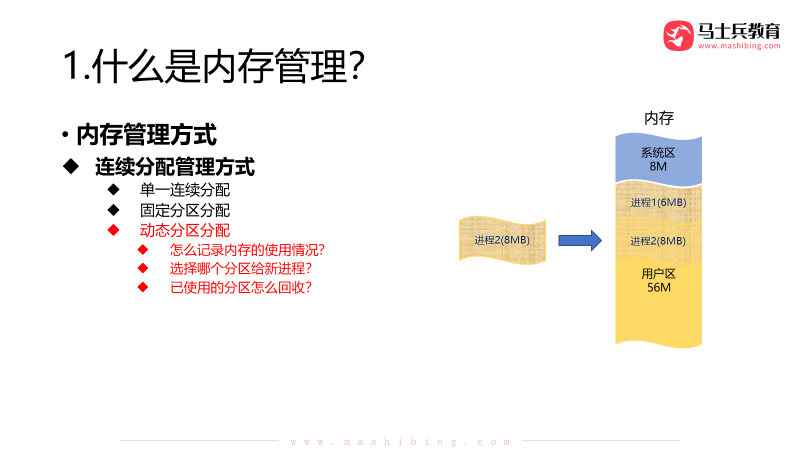 马士兵教育
www.mashibing.com
1.什么是内存管理？
• 内存管理方式
◆ 连续分配管理方式
◆ 单一连续分配
◆ 固定分区分配
◆ 动态分区分配
◆ 怎么记录内存的使用情况？
◆ 选择哪个分区给新进程？
◆ 已使用的分区怎么回收？
内存
系统区
8M
进程1(6MB)
进程2(8MB)
进程2(8MB)
用户区
56M
www.mashibing.com